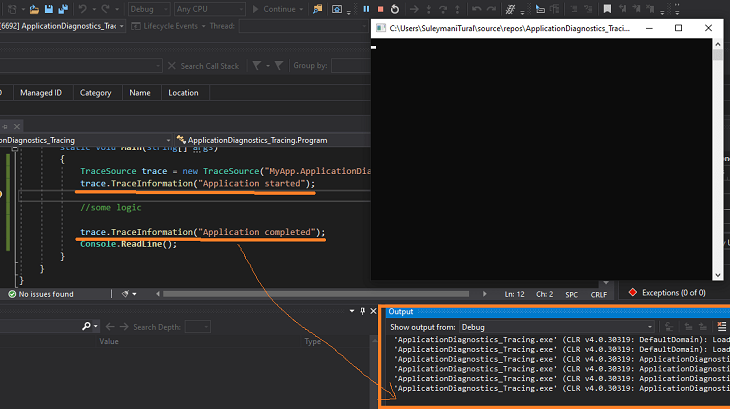 Debug
Any CPU
Continue
[6692] ApplicationDiagnostics_Trac
Lifecycle Events
Thread:
C:\Users\SuleymaniTural\source\repos\ApplicationDiagnostics_Traci...
Search Call Stack
Group by:
Managed ID Category Name Location
ApplicationDiagnostics_Tracing.Program
static void Main(string[] args)
{
TraceSource trace = new TraceSource("MyApp.ApplicationDia
trace.TraceInformation("Application started");
//some logic
trace.TraceInformation("Application completed");
Console.ReadLine();
}
}
}
No issues found
Ln: 12 Ch: 2 SPC CRLF
Exceptions (0 of 0)
Search Depth:
Value Type
Output
Show output from: Debug
'ApplicationDiagnostics_Tracing.exe' (CLR v4.0.30319: DefaultDomain): Load
'ApplicationDiagnostics_Tracing.exe' (CLR v4.0.30319: DefaultDomain): Load
'ApplicationDiagnostics_Tracing.exe' (CLR v4.0.30319: ApplicationDiagnosti
'ApplicationDiagnostics_Tracing.exe' (CLR v4.0.30319: ApplicationDiagnosti
'ApplicationDiagnostics_Tracing.exe' (CLR v4.0.30319: ApplicationDiagnosti
'ApplicationDiagnostics_Tracing.exe' (CLR v4.0.30319: ApplicationDiagnosti